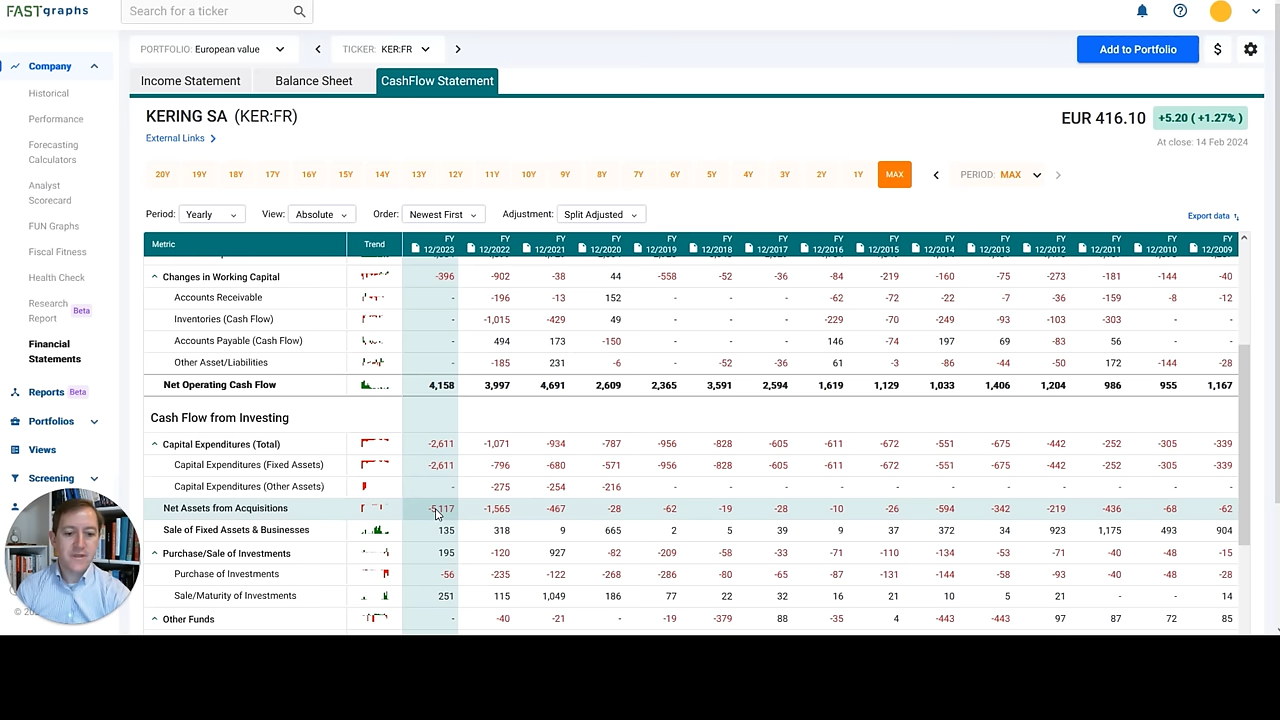 FASTgraphs Search for a ticker
PORTFOLIO: European value TICKER: KER:FR Add to Portfolio $
Company
Historical
Performance
Forecasting
Calculators
Analyst
Scorecard
FUN Graphs
Fiscal Fitness
Health Check
Research
Report Beta
Financial
Statements
Reports Beta
Portfolios
Views
Screening
Income Statement Balance Sheet CashFlow Statement
KERING SA (KER:FR) EUR 416.10 +5.20 ( +1.27% )
External Links At close: 14 Feb 2024
20Y 19Y 18Y 17Y 16Y 15Y 14Y 13Y 12Y 11Y 10Y 9Y 8Y 7Y 6Y 5Y 4Y 3Y 2Y 1Y MAX PERIOD: MAX
Period: Yearly View: Absolute Order: Newest First Adjustment: Split Adjusted Export data
Metric Trend FY 12/2023 FY 12/2022 FY 12/2021 FY 12/2020 FY 12/2019 FY 12/2018 FY 12/2017 FY 12/2016 FY 12/2015 FY 12/2014 FY 12/2013 FY 12/2012 FY 12/2011 FY 12/2010 FY 12/2009
Changes in Working Capital -396 -902 -38 44 -558 -52 -36 -84 -219 -160 -75 -273 -181 -144 -40
Accounts Receivable - -196 -13 152 - - - -62 -72 -22 -7 -36 -159 -8 -12
Inventories (Cash Flow) - -1,015 -429 49 - - - -229 -70 -249 -93 -103 -303 - -
Accounts Payable (Cash Flow) - 494 173 -150 - - - 146 -74 197 69 -83 56 - -
Other Asset/Liabilities - -185 231 -6 - -52 -36 61 -3 -86 -44 -50 172 -144 -28
Net Operating Cash Flow 4,158 3,997 4,691 2,609 2,365 3,591 2,594 1,619 1,129 1,033 1,406 1,204 986 955 1,167
Cash Flow from Investing
Capital Expenditures (Total) -2,611 -1,071 -934 -787 -956 -828 -605 -611 -672 -551 -675 -442 -252 -305 -339
Capital Expenditures (Fixed Assets) -2,611 -796 -680 -571 -956 -828 -605 -611 -672 -551 -675 -442 -252 -305 -339
Capital Expenditures (Other Assets) - -275 -254 -216 - - - - - - - - - - -
Net Assets from Acquisitions -5,117 -1,565 -467 -28 -62 -19 -28 -10 -26 -594 -342 -219 -436 -68 -62
Sale of Fixed Assets & Businesses 135 318 9 665 2 5 39 9 37 372 34 923 1,175 493 904
Purchase/Sale of Investments 195 -120 927 -82 -209 -58 -33 -71 -110 -134 -53 -71 -40 -48 -15
Purchase of Investments -56 -235 -122 -268 -286 -80 -65 -87 -131 -144 -58 -93 -40 -48 -28
Sale/Maturity of Investments 251 115 1,049 186 77 22 32 16 21 10 5 21 - - 14
Other Funds - -40 -21 - -19 -379 88 -35 4 -443 -443 97 87 72 85